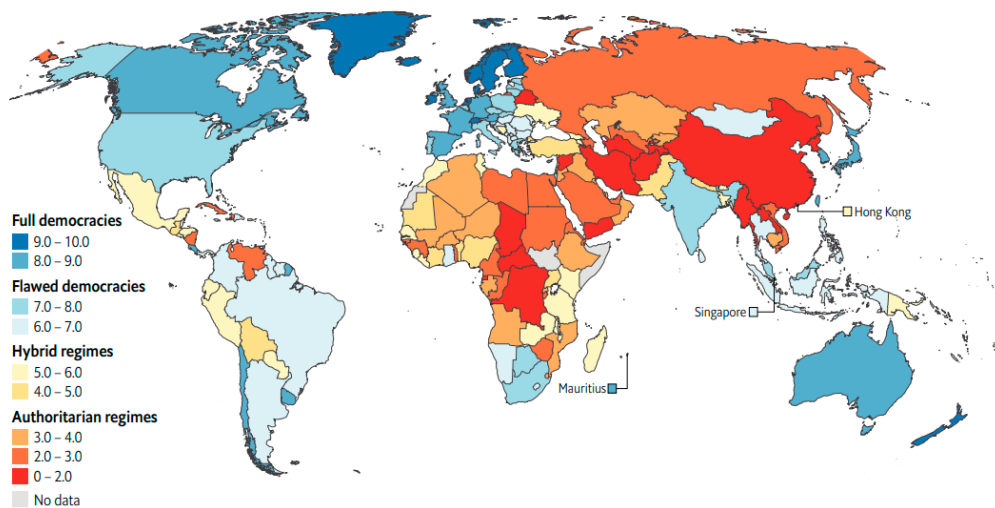 Full democracies
9.0 – 10.0
8.0 – 9.0
Flawed democracies
7.0 – 8.0
6.0 – 7.0
Hybrid regimes
5.0 – 6.0
4.0 – 5.0
Authoritarian regimes
3.0 – 4.0
2.0 – 3.0
0 – 2.0
No data
Hong Kong
Singapore
Mauritius